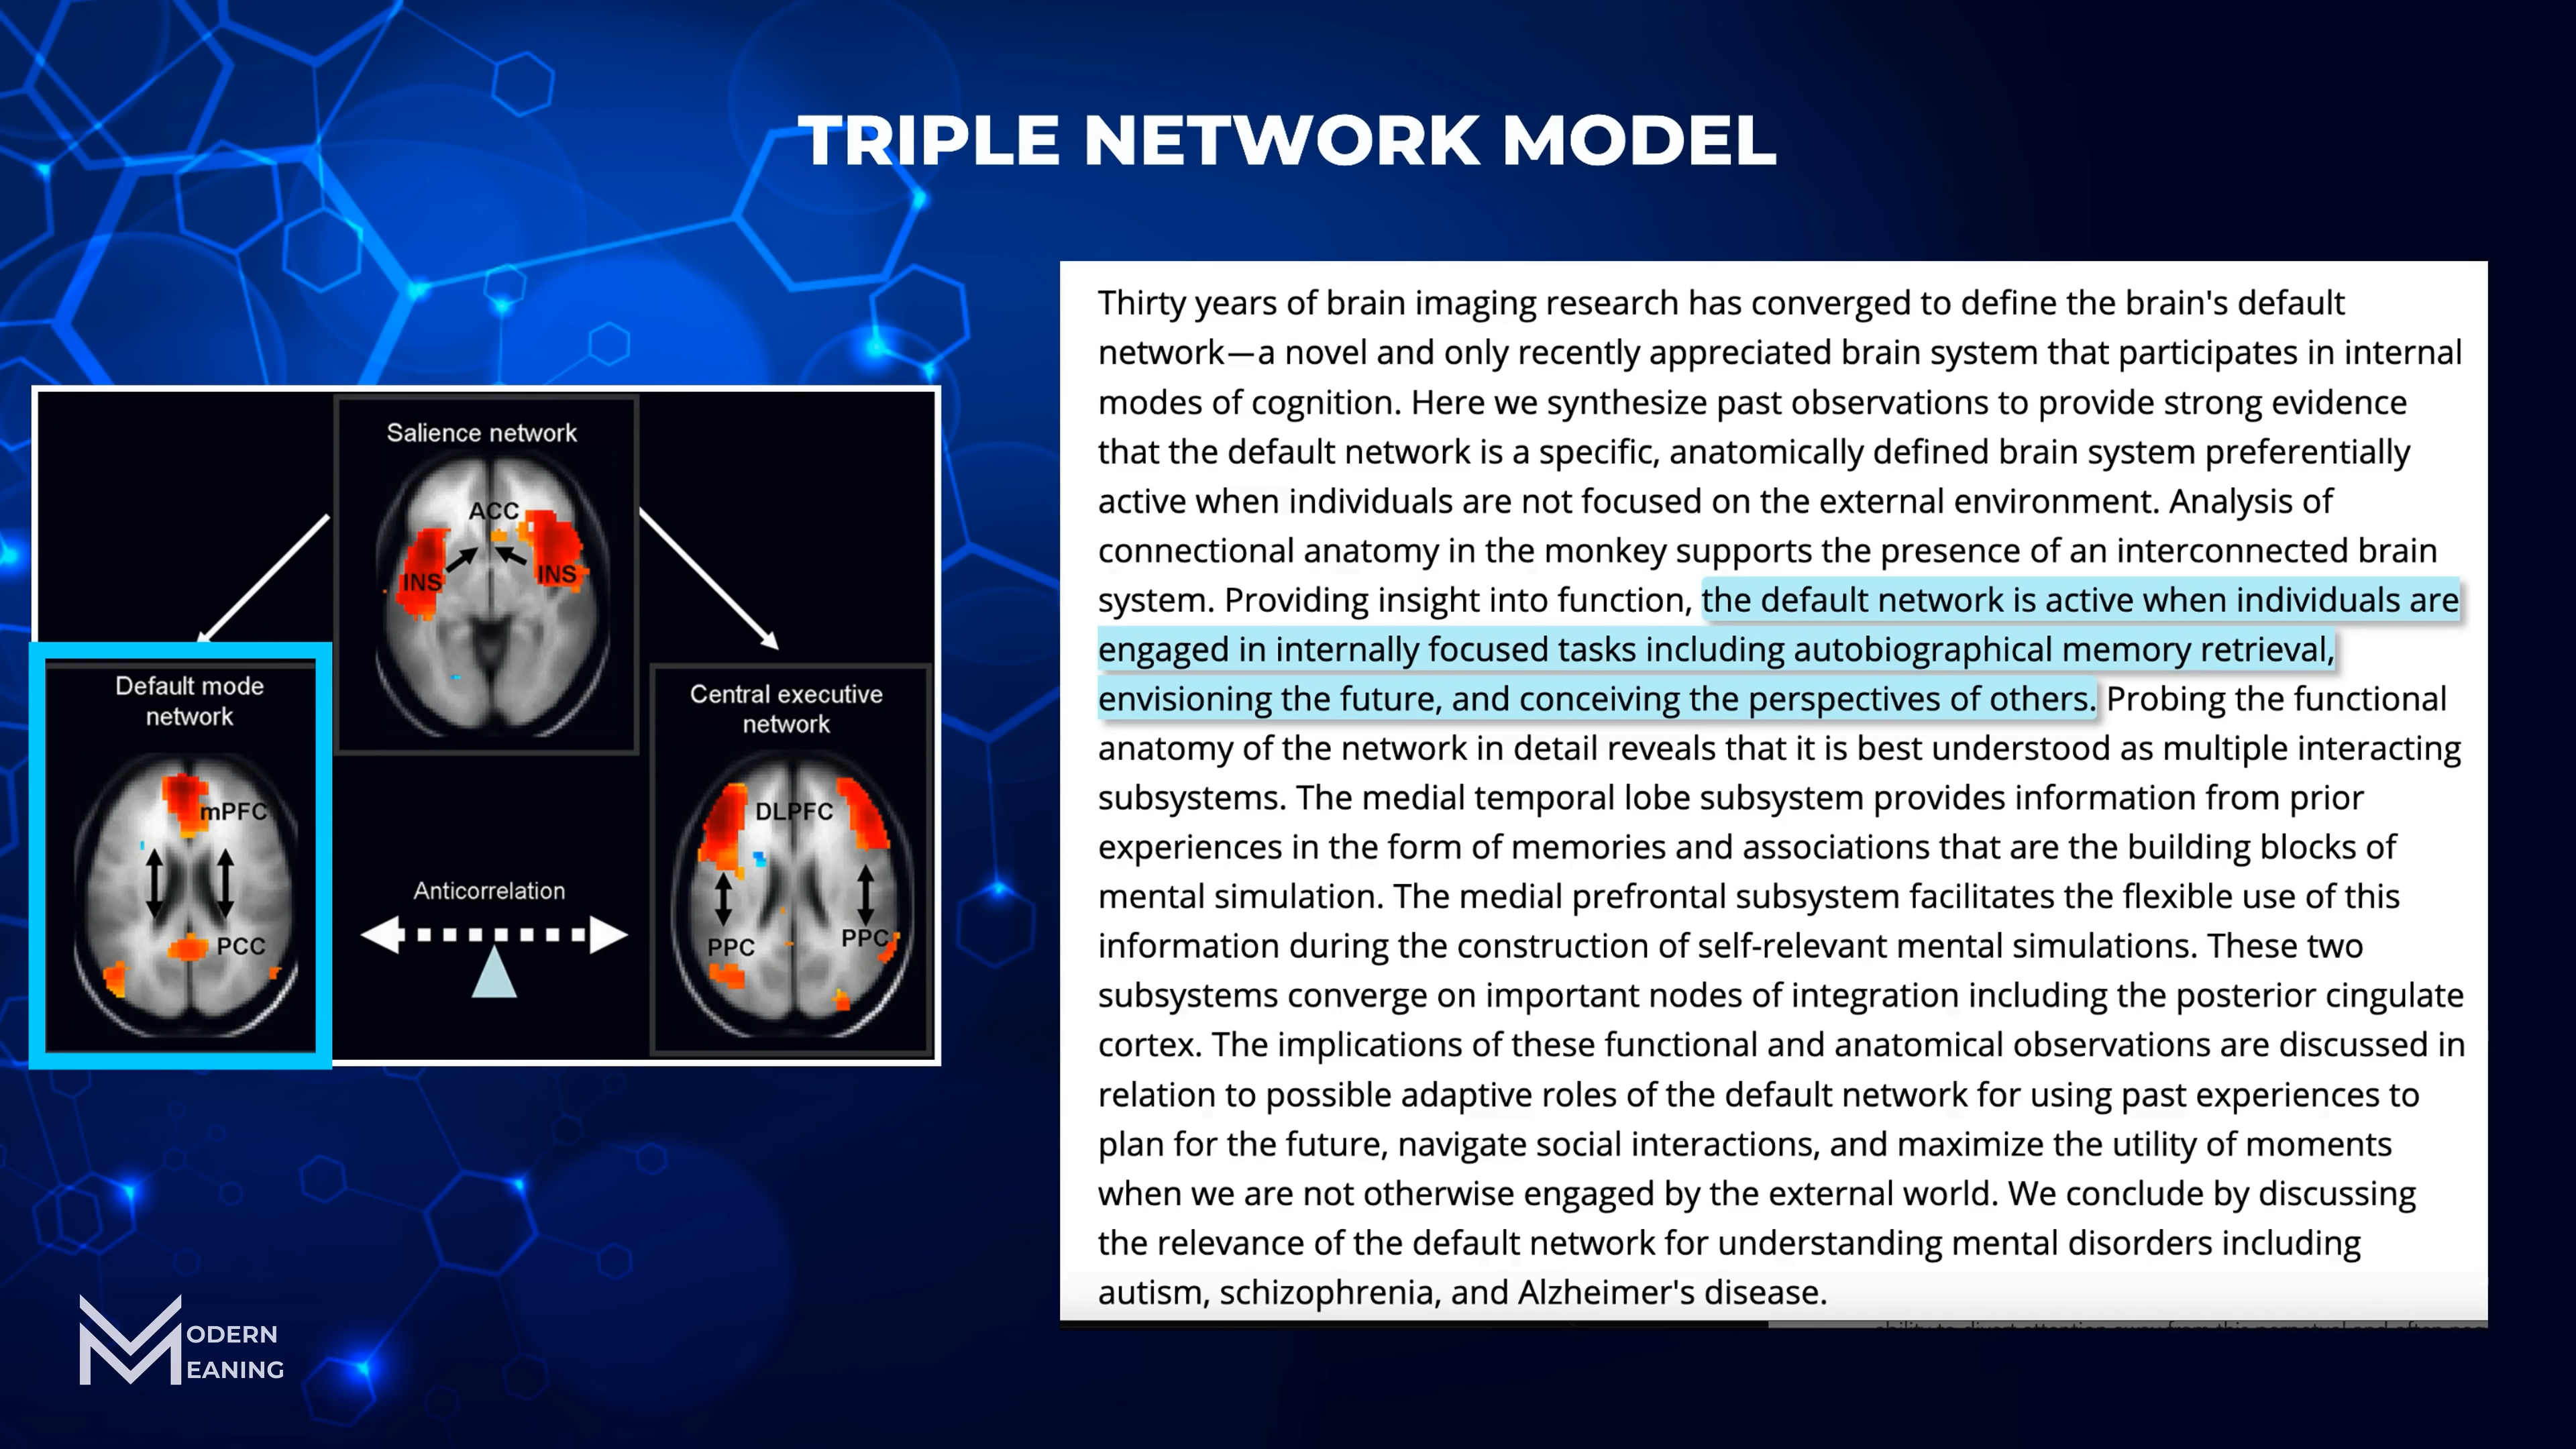 TRIPLE NETWORK MODEL
Salience network
ACC
INS
INS
Default mode
network
mPFC
PCC
Anticorrelation
Central executive
network
DLPFC
PPC
PPC
Thirty years of brain imaging research has converged to define the brain's default
network—a novel and only recently appreciated brain system that participates in internal
modes of cognition. Here we synthesize past observations to provide strong evidence
that the default network is a specific, anatomically defined brain system preferentially
active when individuals are not focused on the external environment. Analysis of
connectional anatomy in the monkey supports the presence of an interconnected brain
system. Providing insight into function, the default network is active when individuals are
engaged in internally focused tasks including autobiographical memory retrieval,
envisioning the future, and conceiving the perspectives of others. Probing the functional
anatomy of the network in detail reveals that it is best understood as multiple interacting
subsystems. The medial temporal lobe subsystem provides information from prior
experiences in the form of memories and associations that are the building blocks of
mental simulation. The medial prefrontal subsystem facilitates the flexible use of this
information during the construction of self-relevant mental simulations. These two
subsystems converge on important nodes of integration including the posterior cingulate
cortex. The implications of these functional and anatomical observations are discussed in
relation to possible adaptive roles of the default network for using past experiences to
plan for the future, navigate social interactions, and maximize the utility of moments
when we are not otherwise engaged by the external world. We conclude by discussing
the relevance of the default network for understanding mental disorders including
autism, schizophrenia, and Alzheimer's disease.
MODERN
MEANING